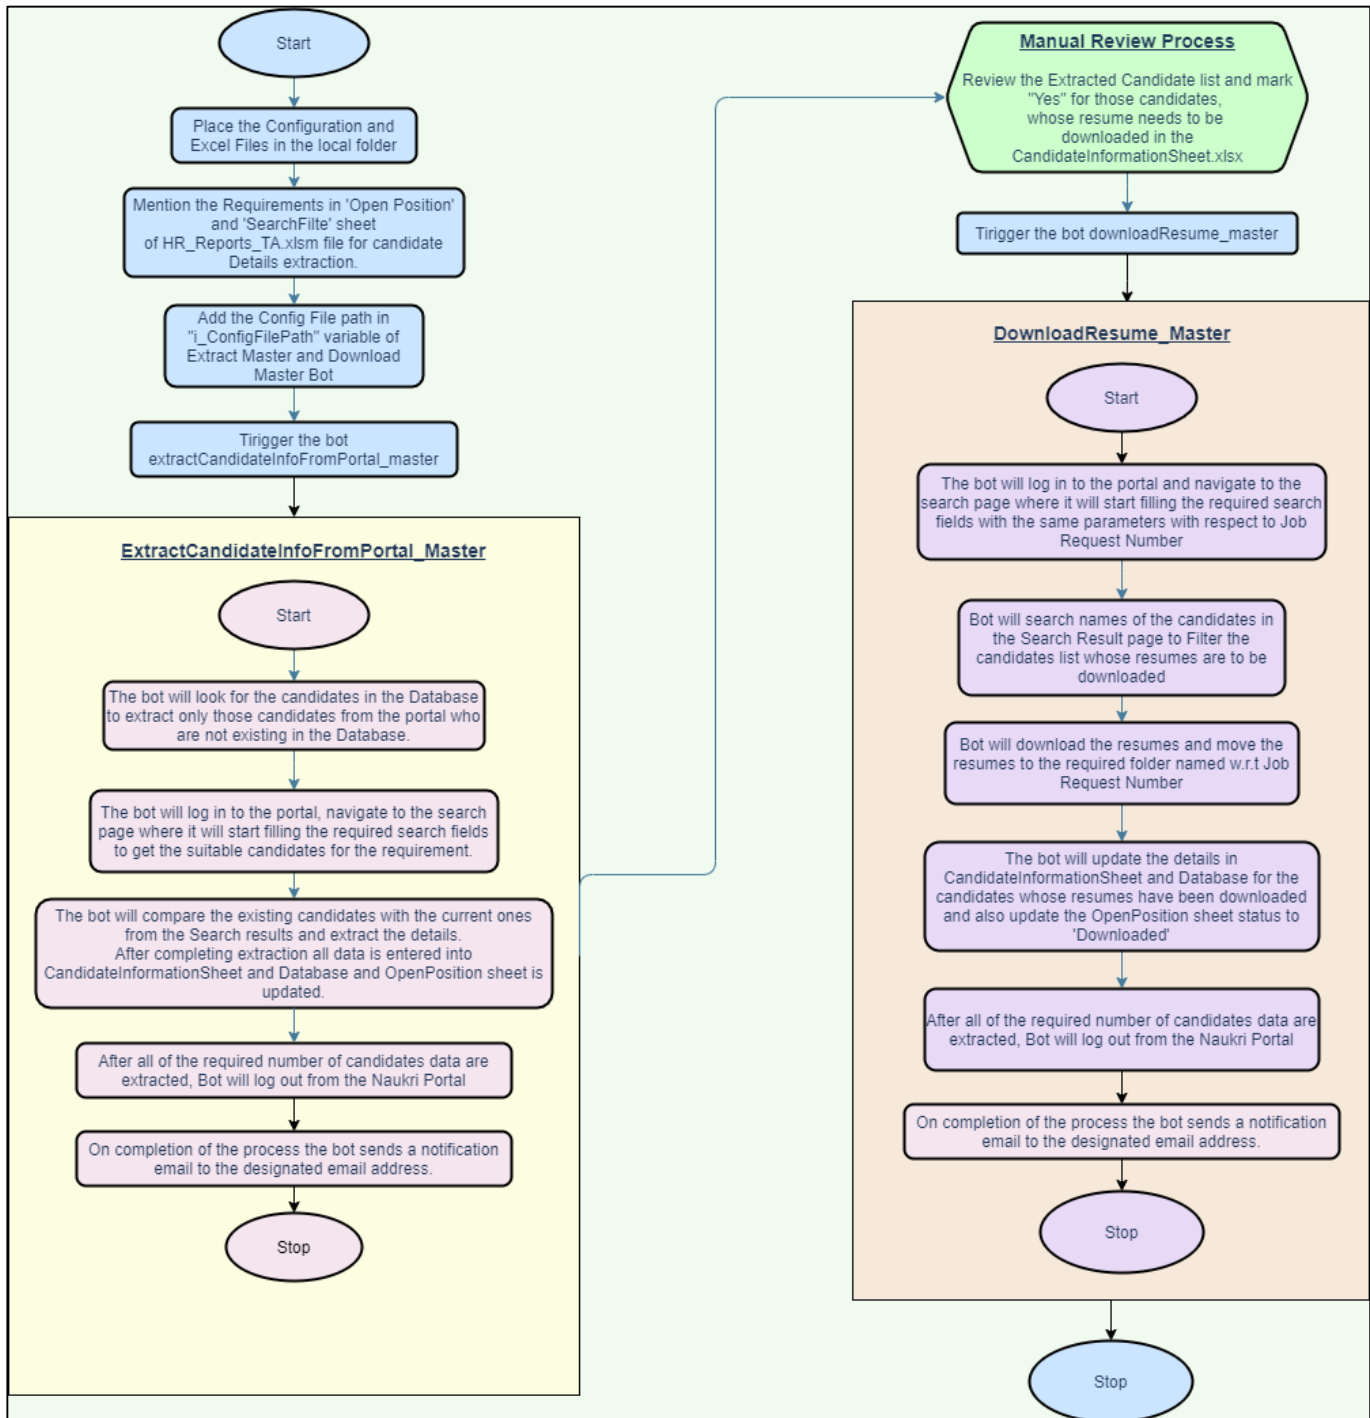 Start
Place the Configuration and
Excel Files in the local folder
Mention the Requirements in 'Open Position'
and 'SearchFilte' sheet
of HR_Reports_TA.xlsm file for candidate
Details extraction.
Add the Config File path in
"i_ConfigFilePath" variable of
Extract Master and Download
Master Bot
Tirigger the bot
extractCandidateInfoFromPortal_master
ExtractCandidateInfoFromPortal_Master
Start
The bot will look for the candidates in the Database
to extract only those candidates from the portal who
are not existing in the Database.
The bot will log in to the portal, navigate to the search
page where it will start filling the required search fields
to get the suitable candidates for the requirement.
The bot will compare the existing candidates with the current ones
from the Search results and extract the details.
After completing extraction all data is entered into
CandidateInformationSheet and Database and OpenPosition sheet is
updated.
After all of the required number of candidates data are
extracted, Bot will log out from the Naukri Portal
On completion of the process the bot sends a notification
email to the designated email address.
Stop
Manual Review Process
Review the Extracted Candidate list and mark
"Yes" for those candidates,
whose resume needs to be
downloaded in the
CandidateInformationSheet.xlsx
Tirigger the bot downloadResume_master
DownloadResume_Master
Start
The bot will log in to the portal and navigate to the
search page where it will start filling the required search
fields with the same parameters with respect to Job
Request Number
Bot will search names of the candidates in
the Search Result page to Filter the
candidates list whose resumes are to be
downloaded
Bot will download the resumes and move the
resumes to the required folder named w.r.t Job
Request Number
The bot will update the details in
CandidateInformationSheet and Database for the
candidates whose resumes have been downloaded
and also update the OpenPosition sheet status to
'Downloaded'
After all of the required number of candidates data are
extracted, Bot will log out from the Naukri Portal
On completion of the process the bot sends a notification
email to the designated email address.
Stop
Stop